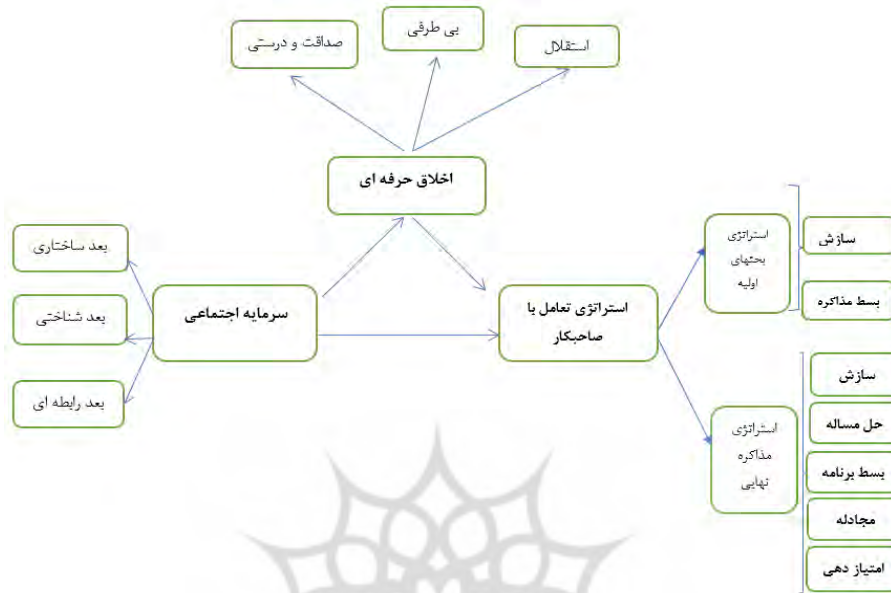 استقلال
بی طرفی
صداقت و درستی
اخلاق حرفه ای
بعد ساختاری
بعد شناختی
بعد رابطه ای
سرمایه اجتماعی
استراتژی تعامل با
صاحبکار
استراتژی
بحثهای
اولیه
سازش
بسط مذاکره
استراتژی
مذاکره
نهایی
سازش
حل مساله
بسط برنامه
مجادله
امتیاز دهی